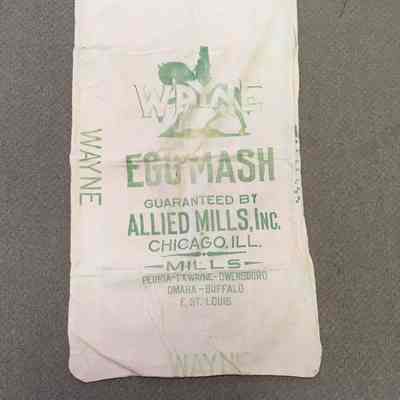 WAYNE
EGG MASH
GUARANTEED BY
ALLIED MILLS, INC.
CHICAGO, ILL.
MILLS
PEORIA-FT.WAYNE-OWENSBORO
OMAHA-BUFFALO
E. ST. LOUIS
WAYNE
WAYNE